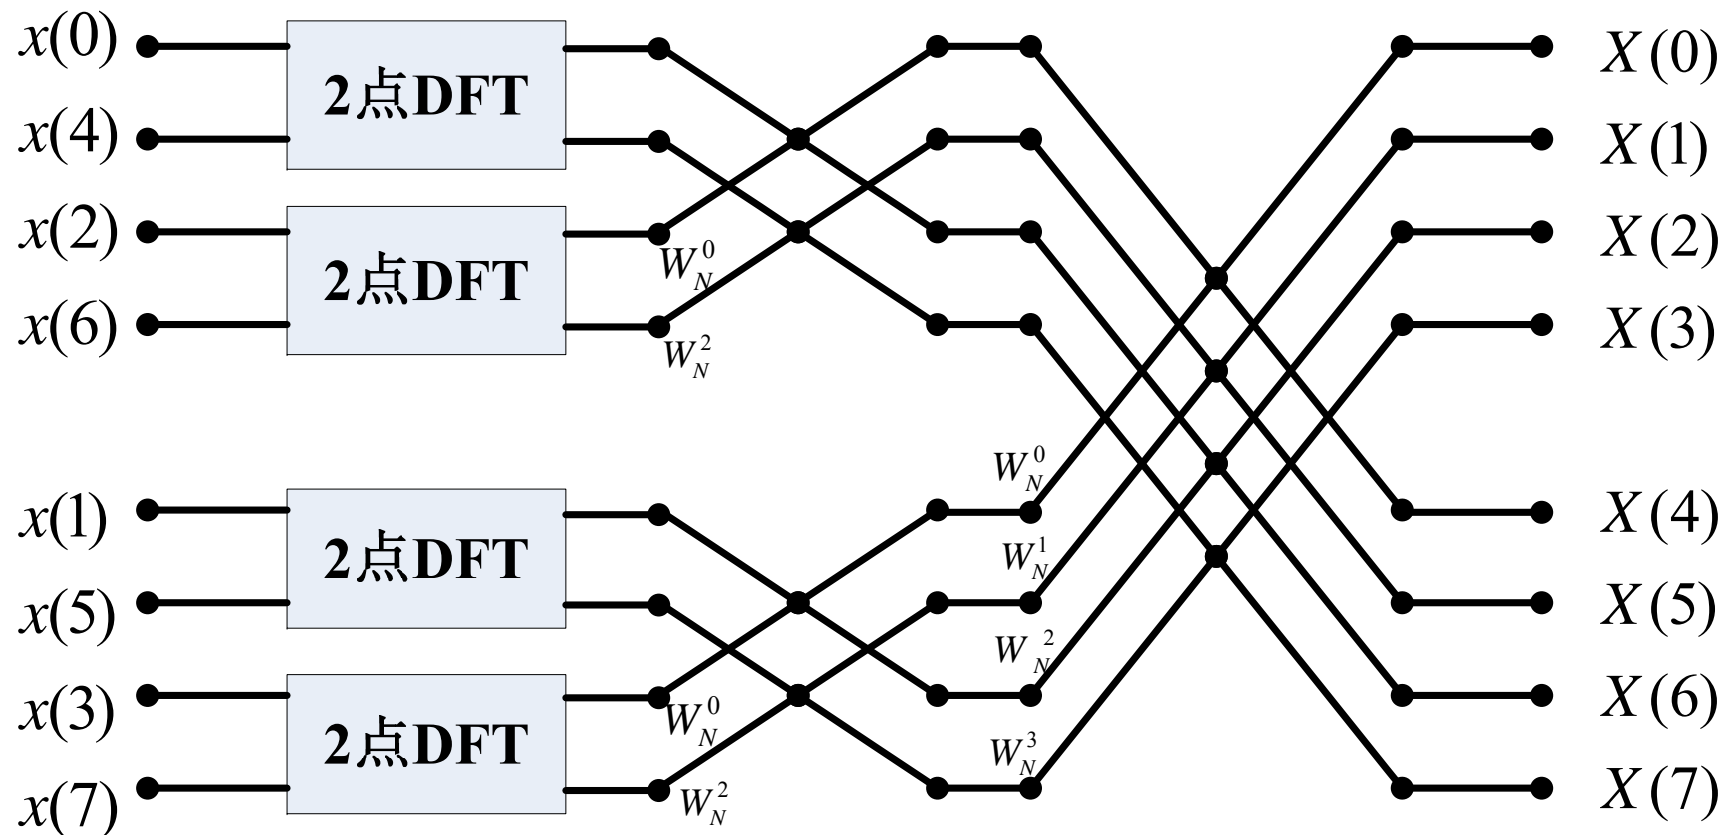 x(0)
2点DFT
X(0)
x(4)
X(1)
x(2)
2点DFT
W_N^0
X(2)
x(6)
W_N^2
X(3)
W_N^0
x(1)
2点DFT
X(4)
W_N^1
x(5)
X(5)
W_N^2
x(3)
2点DFT
W_N^0
X(6)
W_N^3
x(7)
W_N^2
X(7)